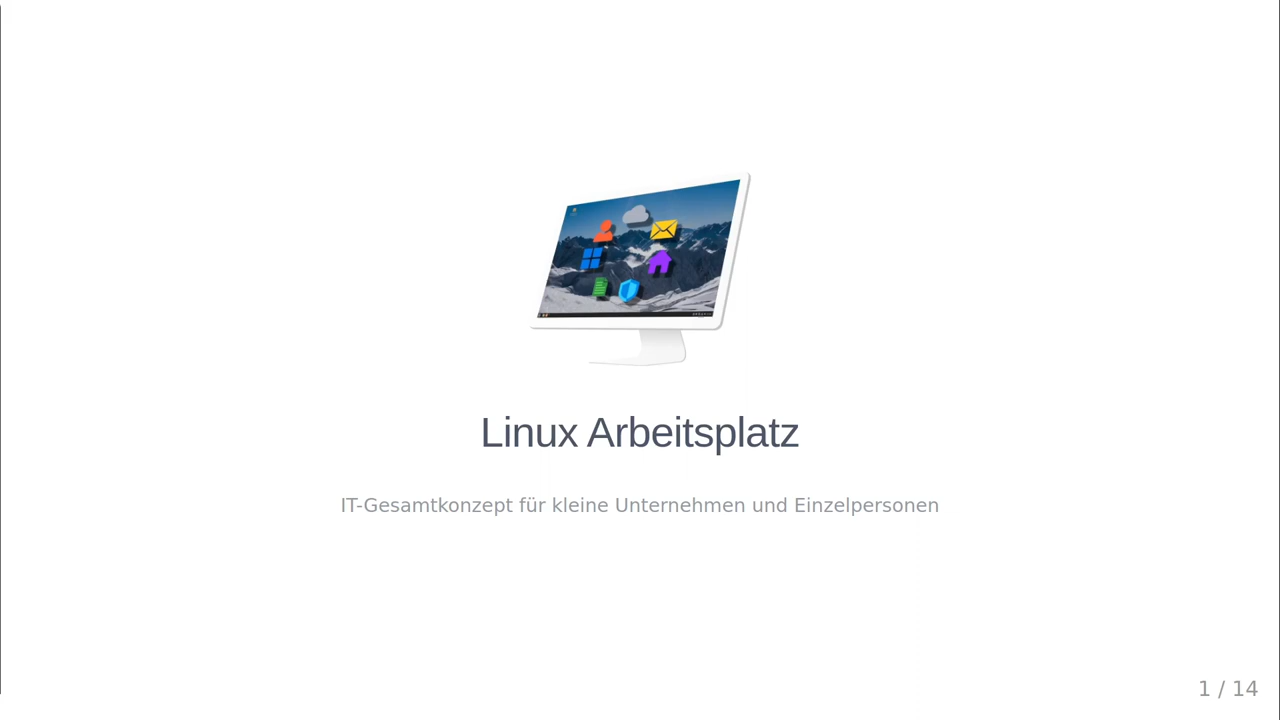 Linux Arbeitsplatz
IT-Gesamtkonzept für kleine Unternehmen und Einzelpersonen
1 / 14